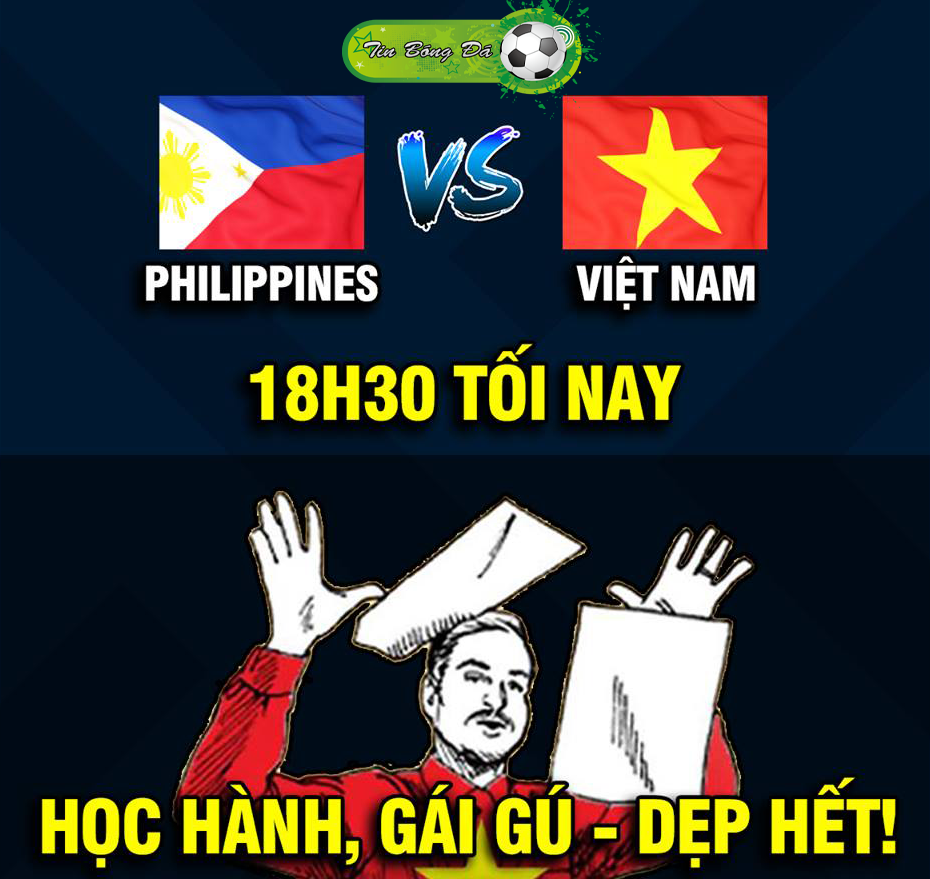 Tin Bóng Đá
VS
PHILIPPINES
VIỆT NAM
18H30 TỐI NAY
HỌC HÀNH, GÁI GÚ - DẸP HẾT!